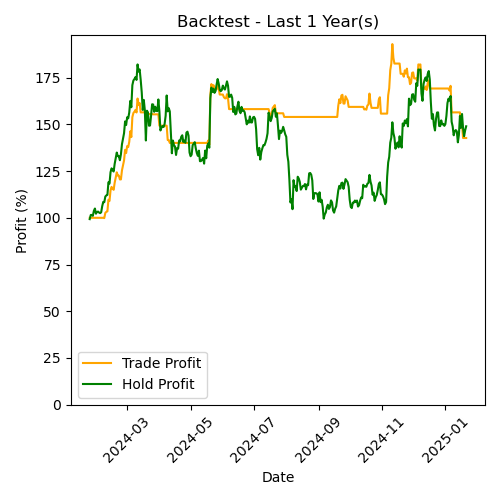 Backtest - Last 1 Year(s)
Profit (%)
175
150
125
100
75
50
25
0
Trade Profit
Hold Profit
2024-03
2024-05
2024-07
2024-09
2024-11
2025-01
Date